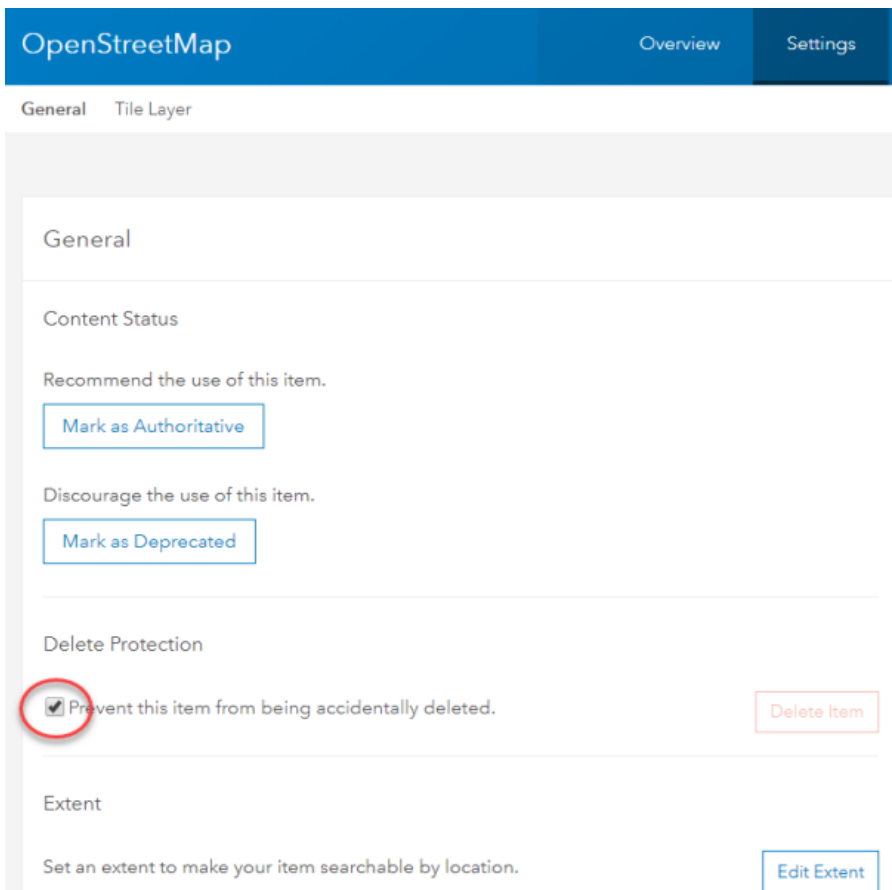 OpenStreetMap Overview Settings
General Tile Layer
General
Content Status
Recommend the use of this item.
Mark as Authoritative
Discourage the use of this item.
Mark as Deprecated
Delete Protection
Prevent this item from being accidentally deleted. Delete Item
Extent
Set an extent to make your item searchable by location. Edit Extent